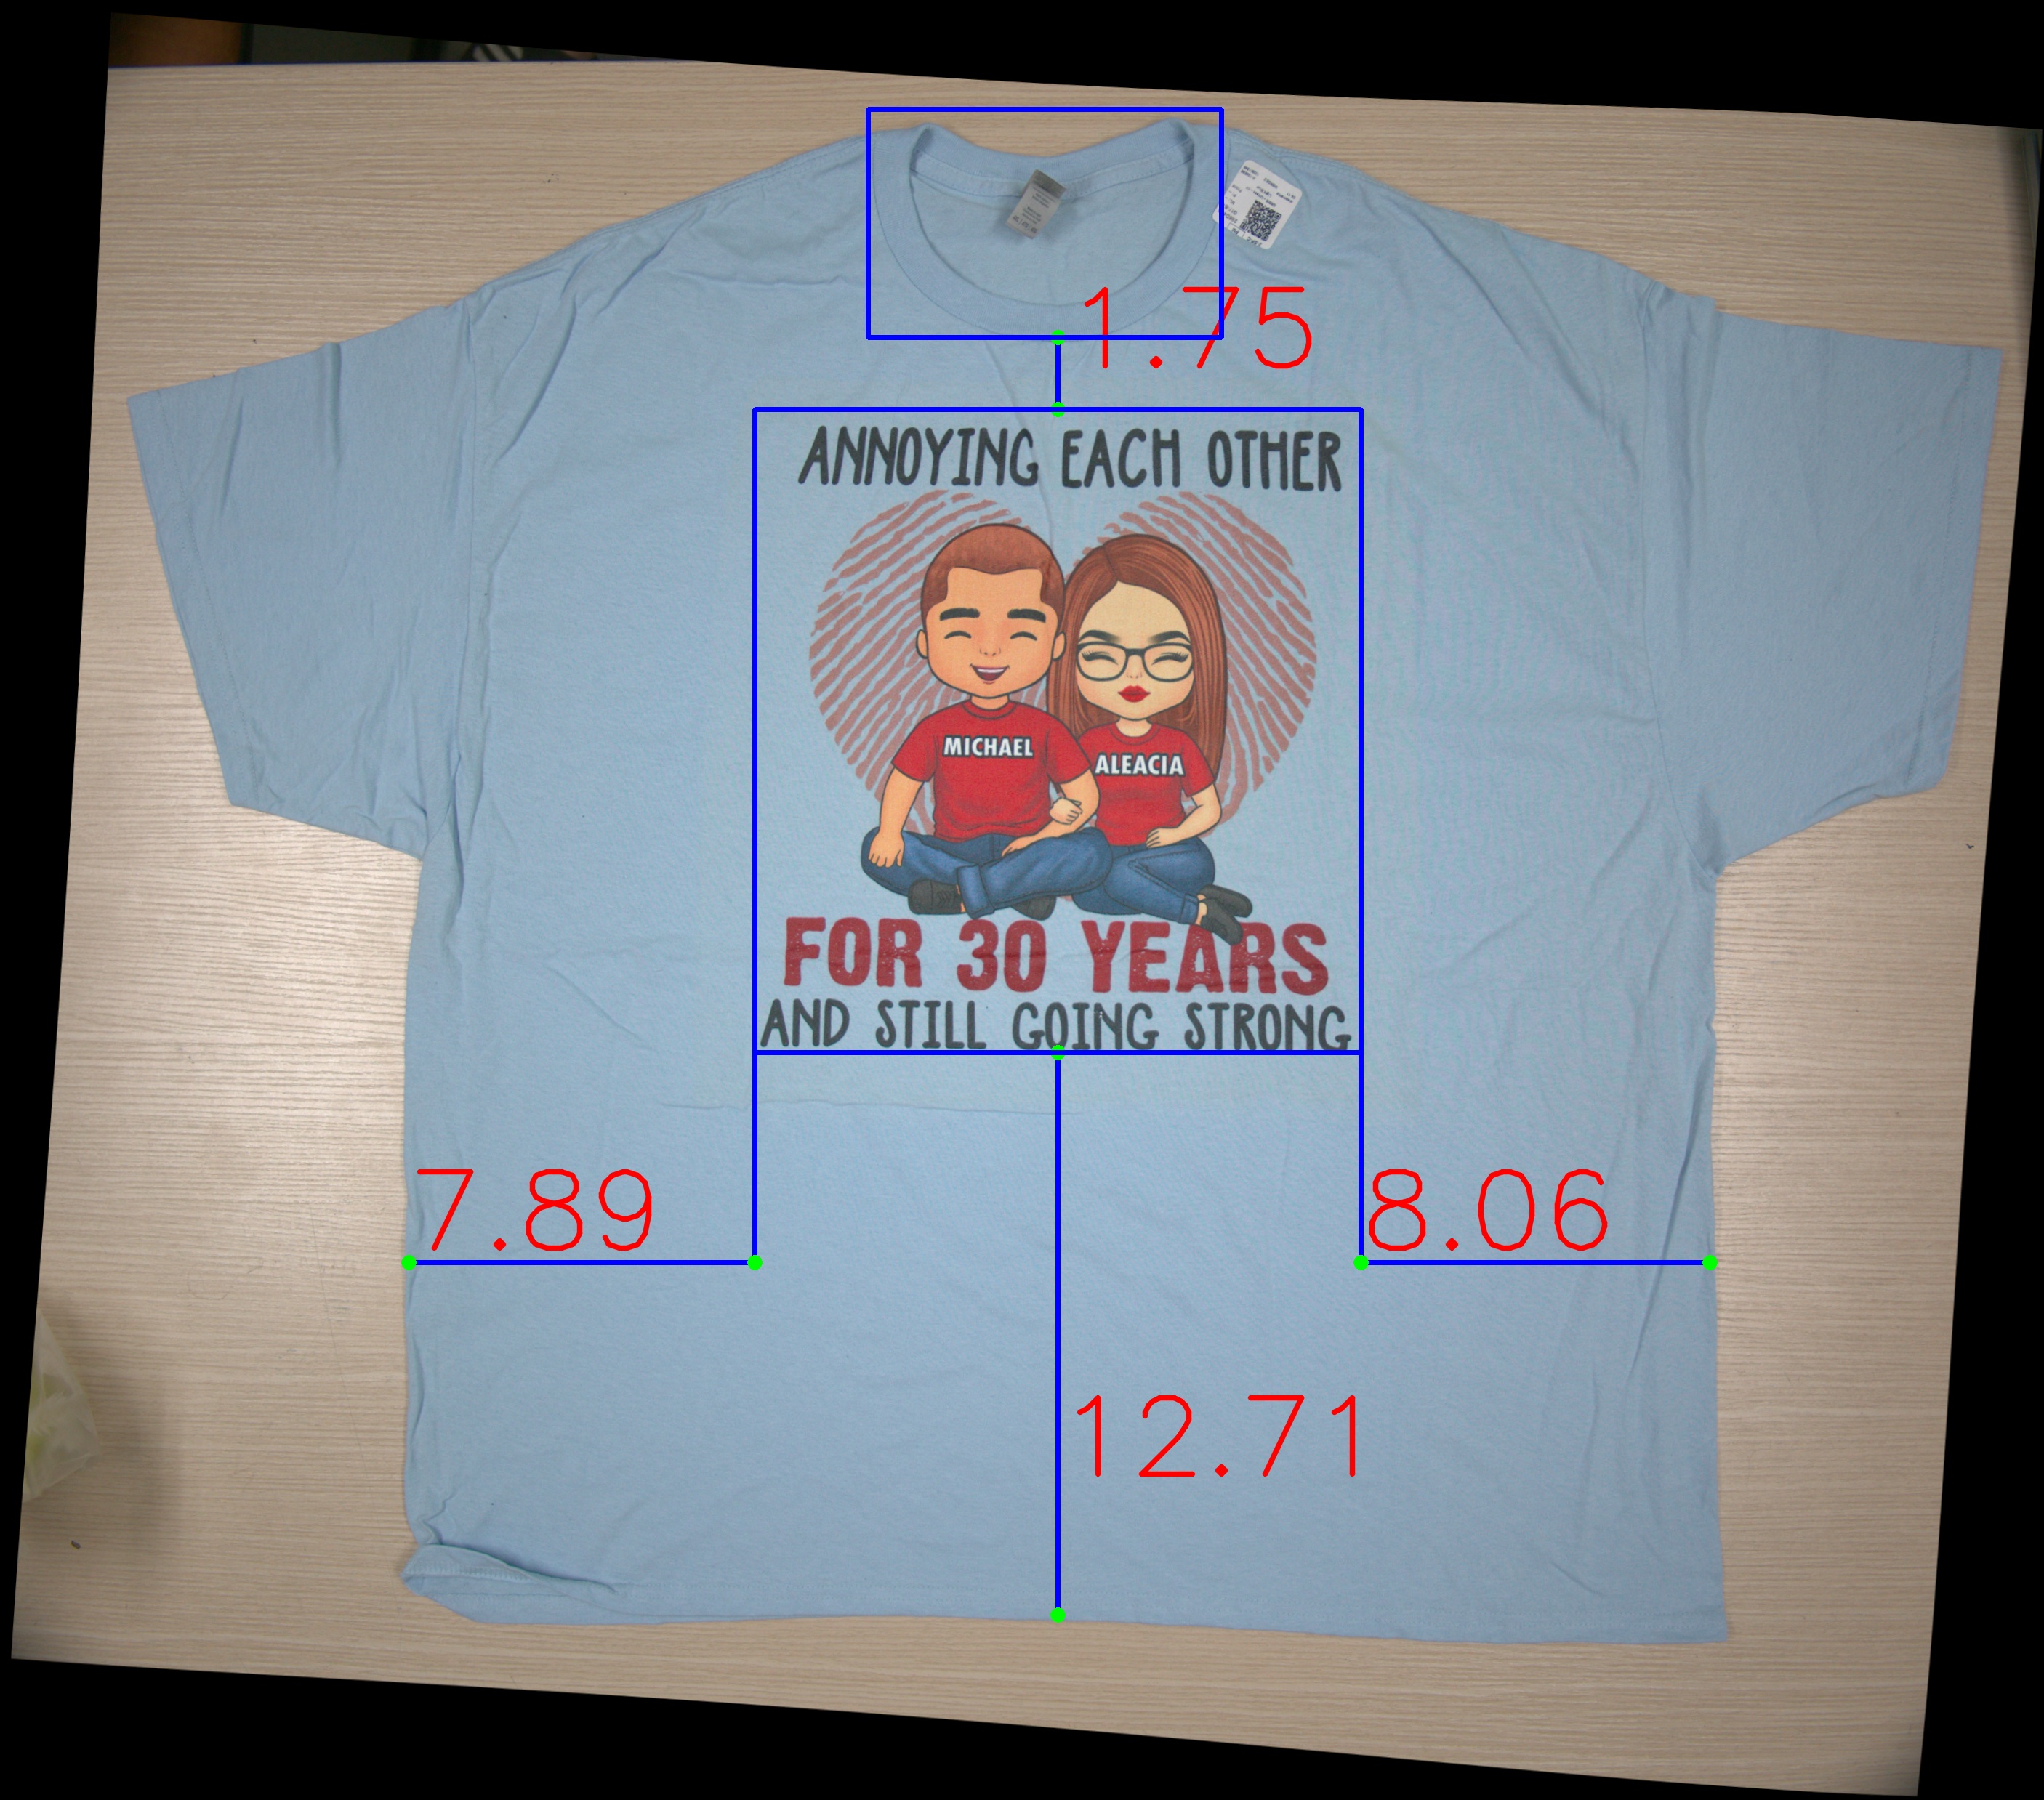 1.75
ANNOYING EACH OTHER
MICHAEL
ALEACIA
FOR 30 YEARS
AND STILL GOING STRONG
7.89
8.06
12.71